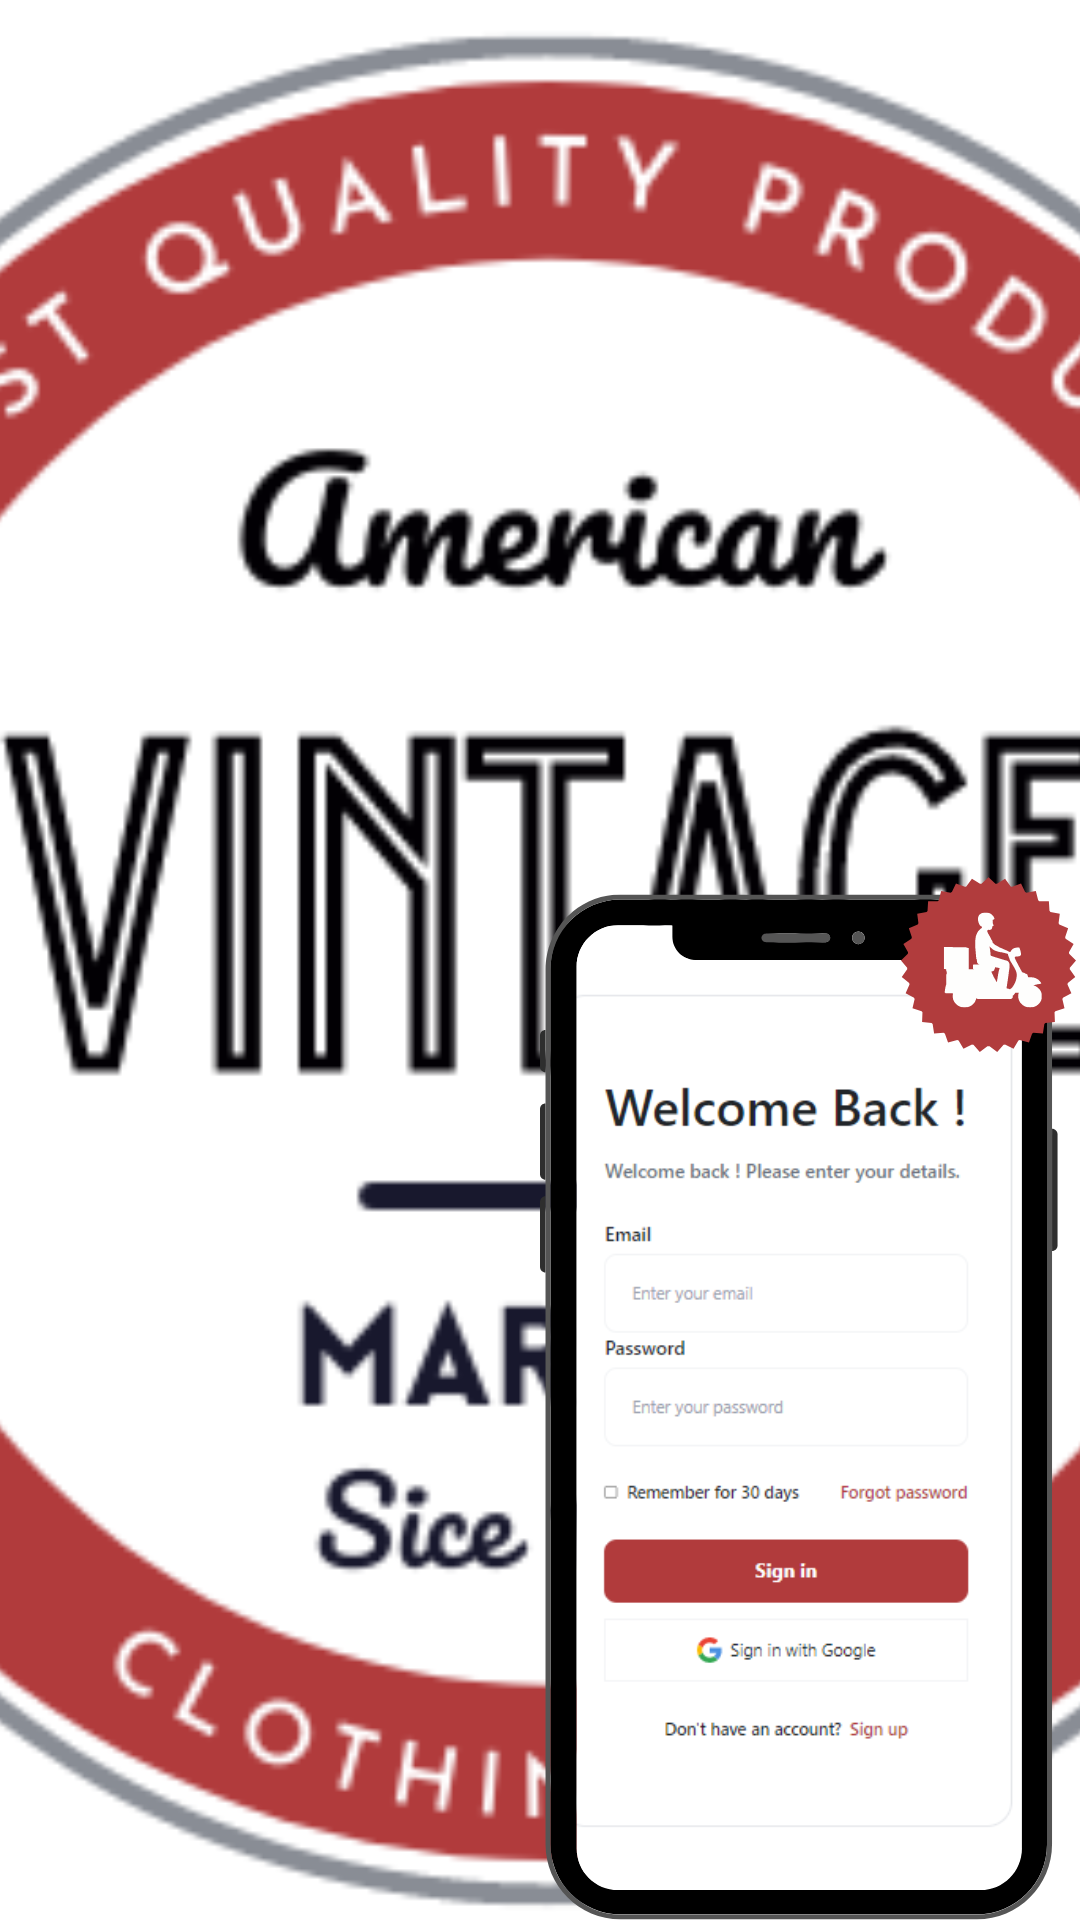 ST QUALITY PRODU
American
VINTAGE
MAR
Sice
CLOTHIN
Welcome Back !
Welcome back ! Please enter your details.
Email
Enter your email
Password
Enter your password
Remember for 30 days Forgot password
Sign in
Sign in with Google
Don't have an account? Sign up